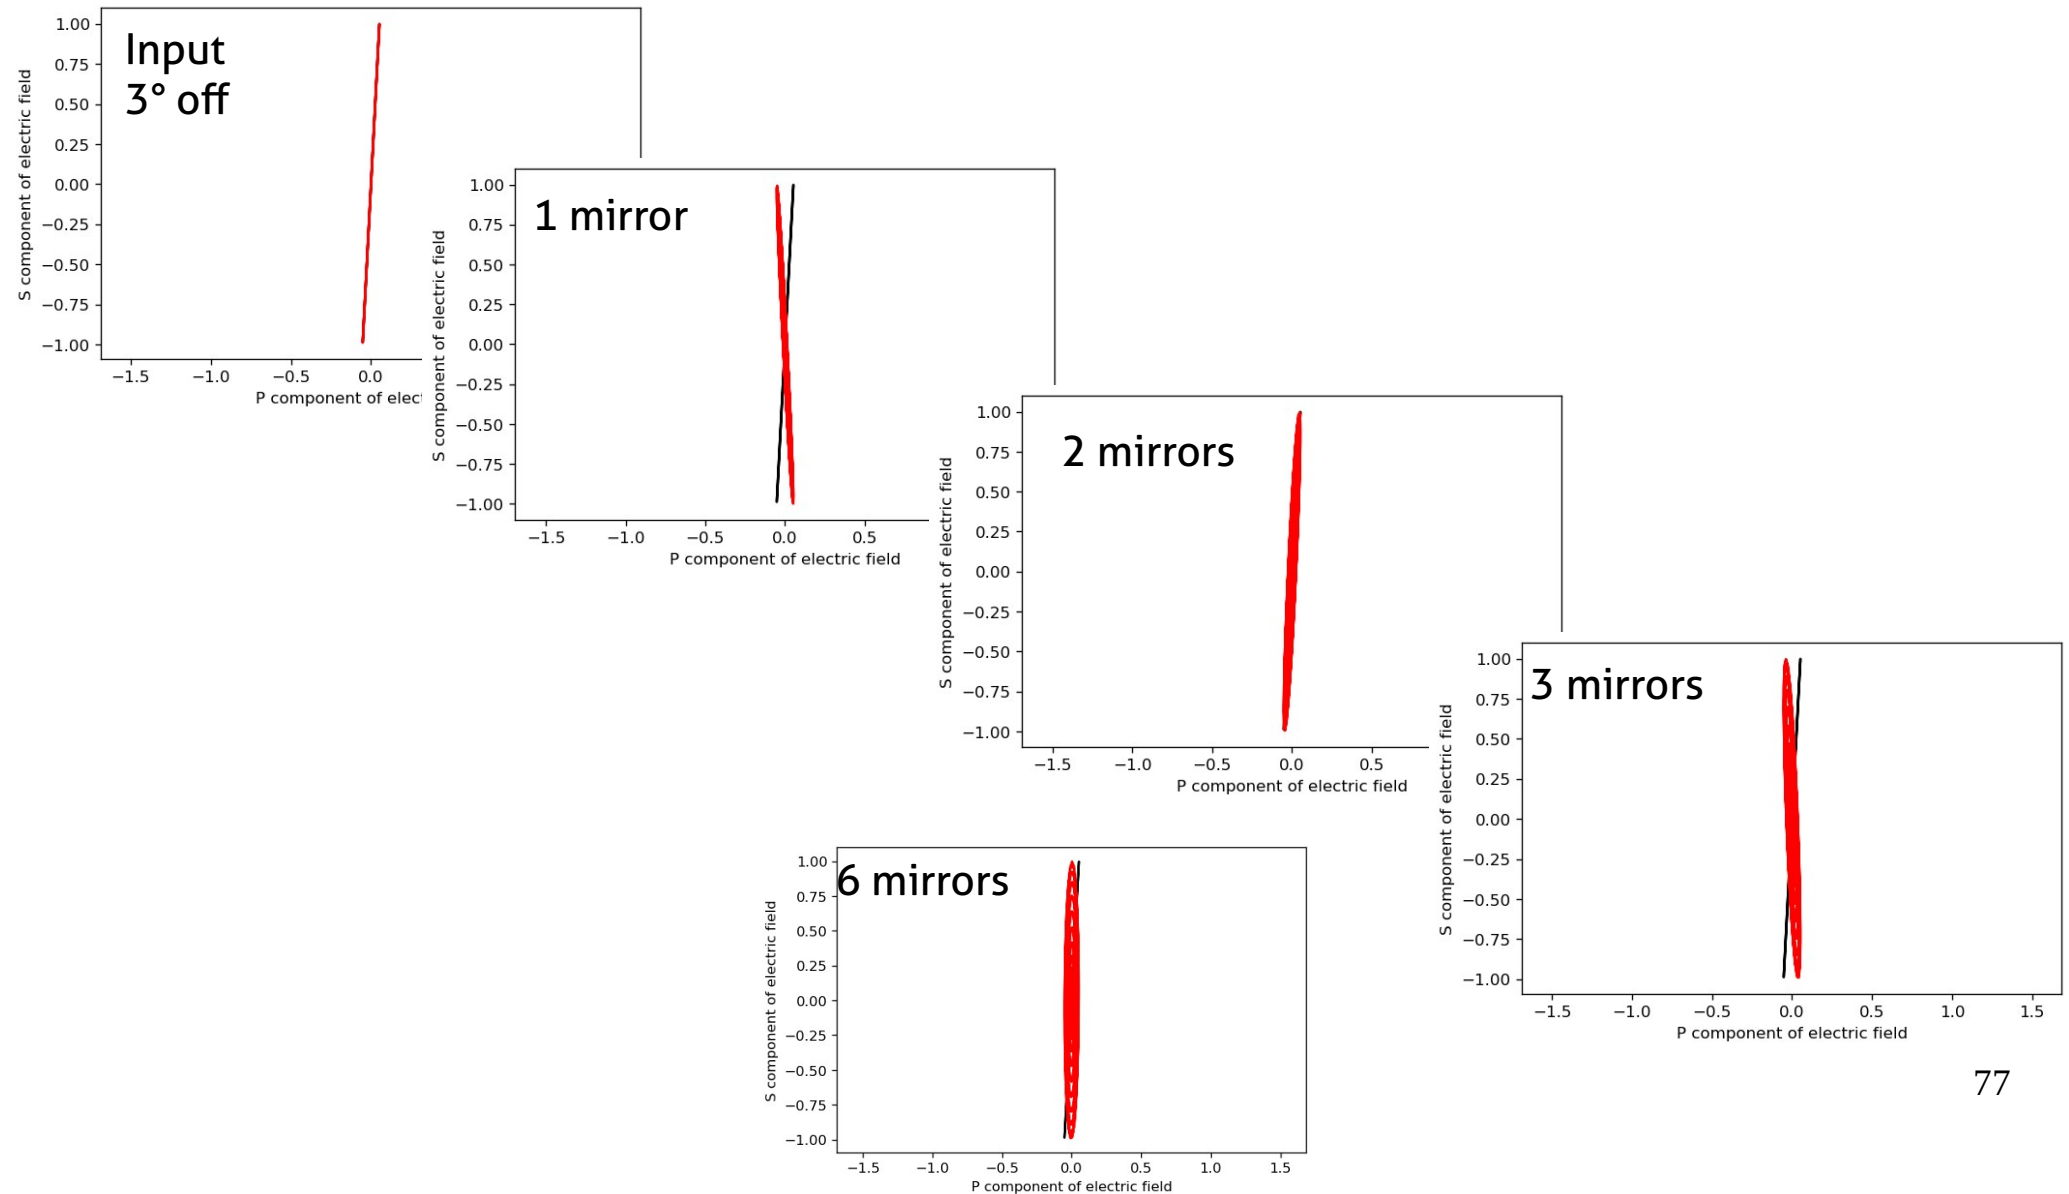 Input
3° off
S component of electric field
1.00
0.75
0.50
0.25
0.00
−0.25
−0.50
−0.75
−1.00
−1.5 −1.0 −0.5 0.0
P component of elect
1 mirror
S component of electric field
1.00
0.75
0.50
0.25
0.00
−0.25
−0.50
−0.75
−1.00
−1.5 −1.0 −0.5 0.0 0.5
P component of electric field
2 mirrors
S component of electric field
1.00
0.75
0.50
0.25
0.00
−0.25
−0.50
−0.75
−1.00
−1.5 −1.0 −0.5 0.0 0.5
P component of electric field
3 mirrors
S component of electric field
1.00
0.75
0.50
0.25
0.00
−0.25
−0.50
−0.75
−1.00
−1.5 −1.0 −0.5 0.0 0.5 1.0 1.5
P component of electric field
6 mirrors
S component of electric field
1.00
0.75
0.50
0.25
0.00
−0.25
−0.50
−0.75
−1.00
−1.5 −1.0 −0.5 0.0 0.5 1.0 1.5
P component of electric field
77